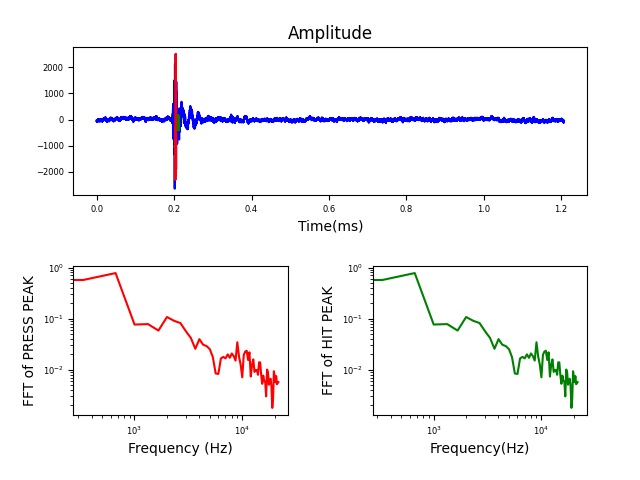 Amplitude
2000
1000
0
−1000
−2000
0.0 0.2 0.4 0.6 0.8 1.0 1.2
Time(ms)
FFT of PRESS PEAK
10⁰
10⁻¹
10⁻²
10³ 10⁴
Frequency (Hz)
FFT of HIT PEAK
10⁰
10⁻¹
10⁻²
10³ 10⁴
Frequency(Hz)